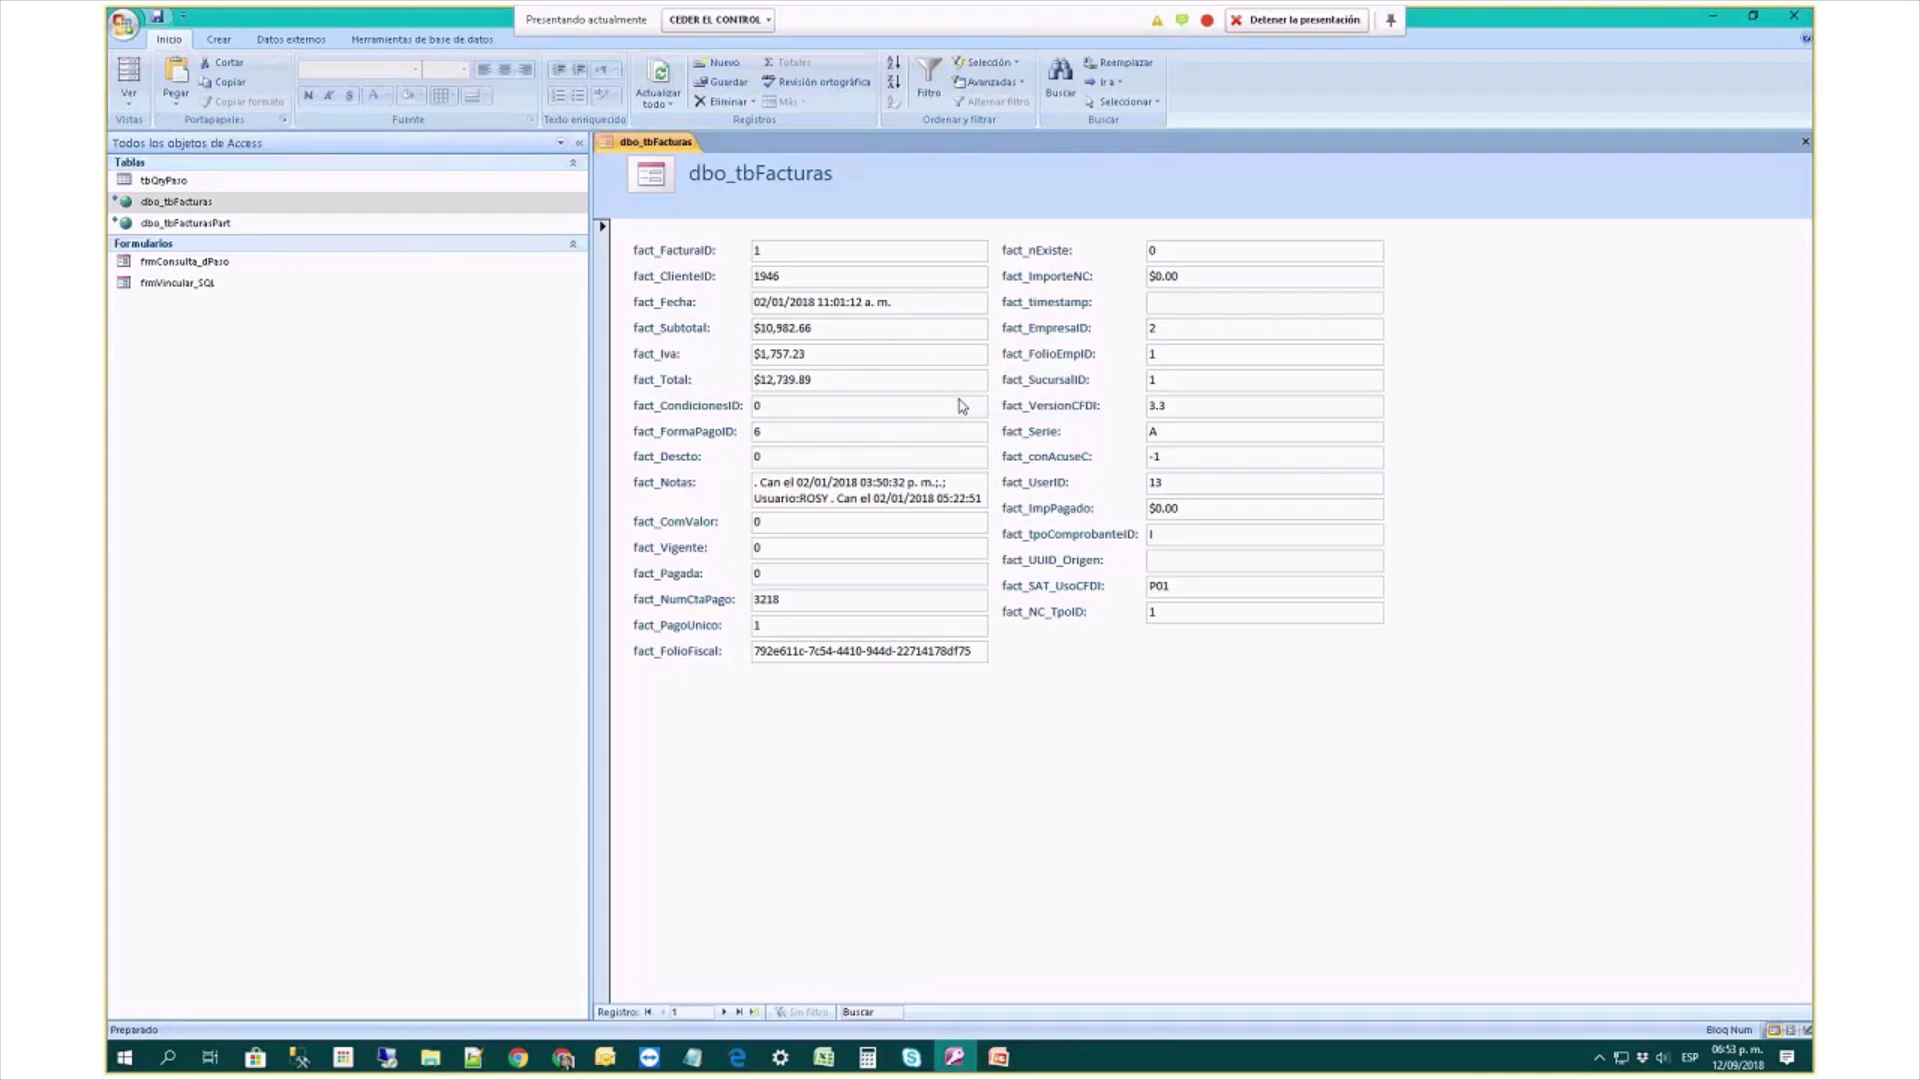 Presentando actualmente CEDER EL CONTROL Detener la presentación
Inicio Crear Datos externos Herramientas de base de datos
Ver
Vistas
Pegar
Cortar
Copiar
Copiar formato
Portapapeles
N K S A
Fuente
Texto enriquecido
Actualizar
todo
Nuevo
Guardar
Eliminar
Totales
Revisión ortográfica
Más
Registros
Filtro
Selección
Avanzadas
Alternar filtro
Ordenar y filtrar
Buscar
Reemplazar
Ir a
Seleccionar
Buscar
Todos los objetos de Access
Tablas
tbQryPaso
dbo_tbFacturas
dbo_tbFacturasPart
Formularios
frmConsulta_dPaso
frmVincular_SQL
dbo_tbFacturas
dbo_tbFacturas
fact_FacturaID: 1
fact_ClienteID: 1946
fact_Fecha: 02/01/2018 11:01:12 a. m.
fact_Subtotal: $10,982.66
fact_Iva: $1,757.23
fact_Total: $12,739.89
fact_CondicionesID: 0
fact_FormaPagoID: 6
fact_Descto: 0
fact_Notas: . Can el 02/01/2018 03:50:32 p. m.;.;
Usuario:ROSY . Can el 02/01/2018 05:22:51
fact_ComValor: 0
fact_Vigente: 0
fact_Pagada: 0
fact_NumCtaPago: 3218
fact_PagoUnico: 1
fact_FolioFiscal: 792e611c-7c54-4410-944d-22714178df75
fact_nExiste: 0
fact_ImporteNC: $0.00
fact_timestamp:
fact_EmpresaID: 2
fact_FolioEmpID: 1
fact_SucursalID: 1
fact_VersionCFDI: 3.3
fact_Serie: A
fact_conAcuseC: -1
fact_UserID: 13
fact_ImpPagado: $0.00
fact_tpoComprobanteID: I
fact_UUID_Origen:
fact_SAT_UsoCFDI: P01
fact_NC_TpoID: 1
Registro: 1 Sin filtro Buscar
Preparado Bloq Num
ESP 06:53 p. m.
12/09/2018